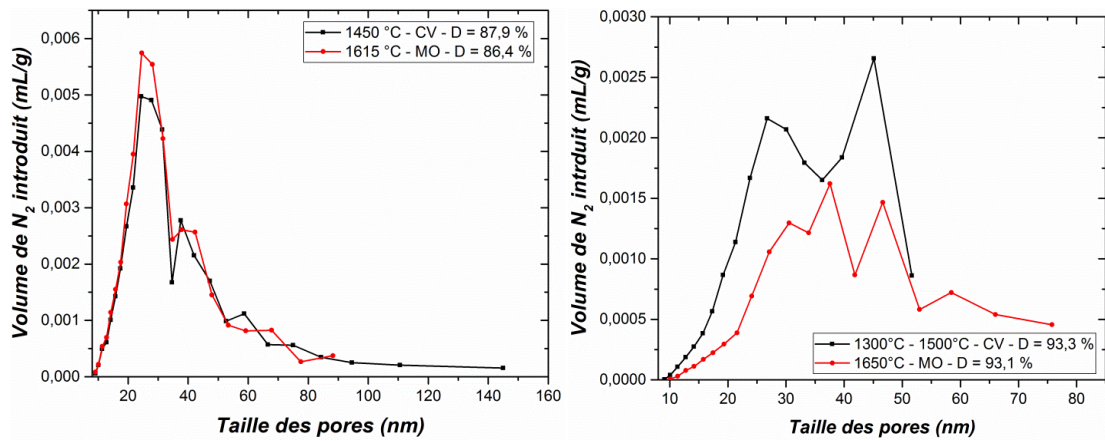 0,006
0,005
0,004
0,003
0,002
0,001
0,000
Volume de N2 introduit (mL/g)
1450 °C - CV - D = 87,9 %
1615 °C - MO - D = 86,4 %
20 40 60 80 100 120 140 160
Taille des pores (nm)
0,0030
0,0025
0,0020
0,0015
0,0010
0,0005
0,0000
Volume de N2 intrduit (mL/g)
1300°C - 1500°C - CV - D = 93,3 %
1650°C - MO - D = 93,1 %
10 20 30 40 50 60 70 80
Taille des pores (nm)